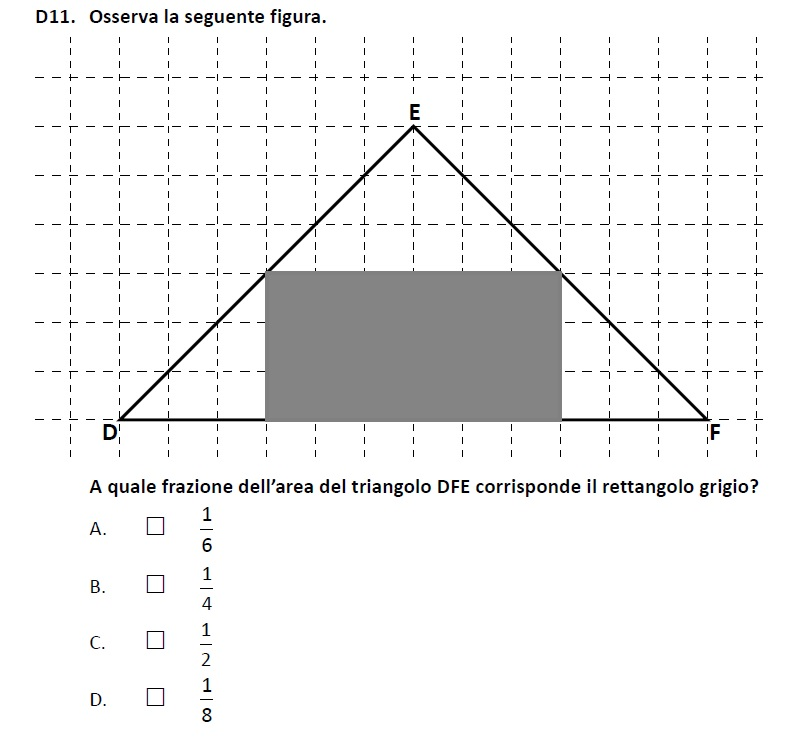 D11. Osserva la seguente figura.
E
D
F
A quale frazione dell’area del triangolo DFE corrisponde il rettangolo grigio?
A. □ 1/6
B. □ 1/4
C. □ 1/2
D. □ 1/8